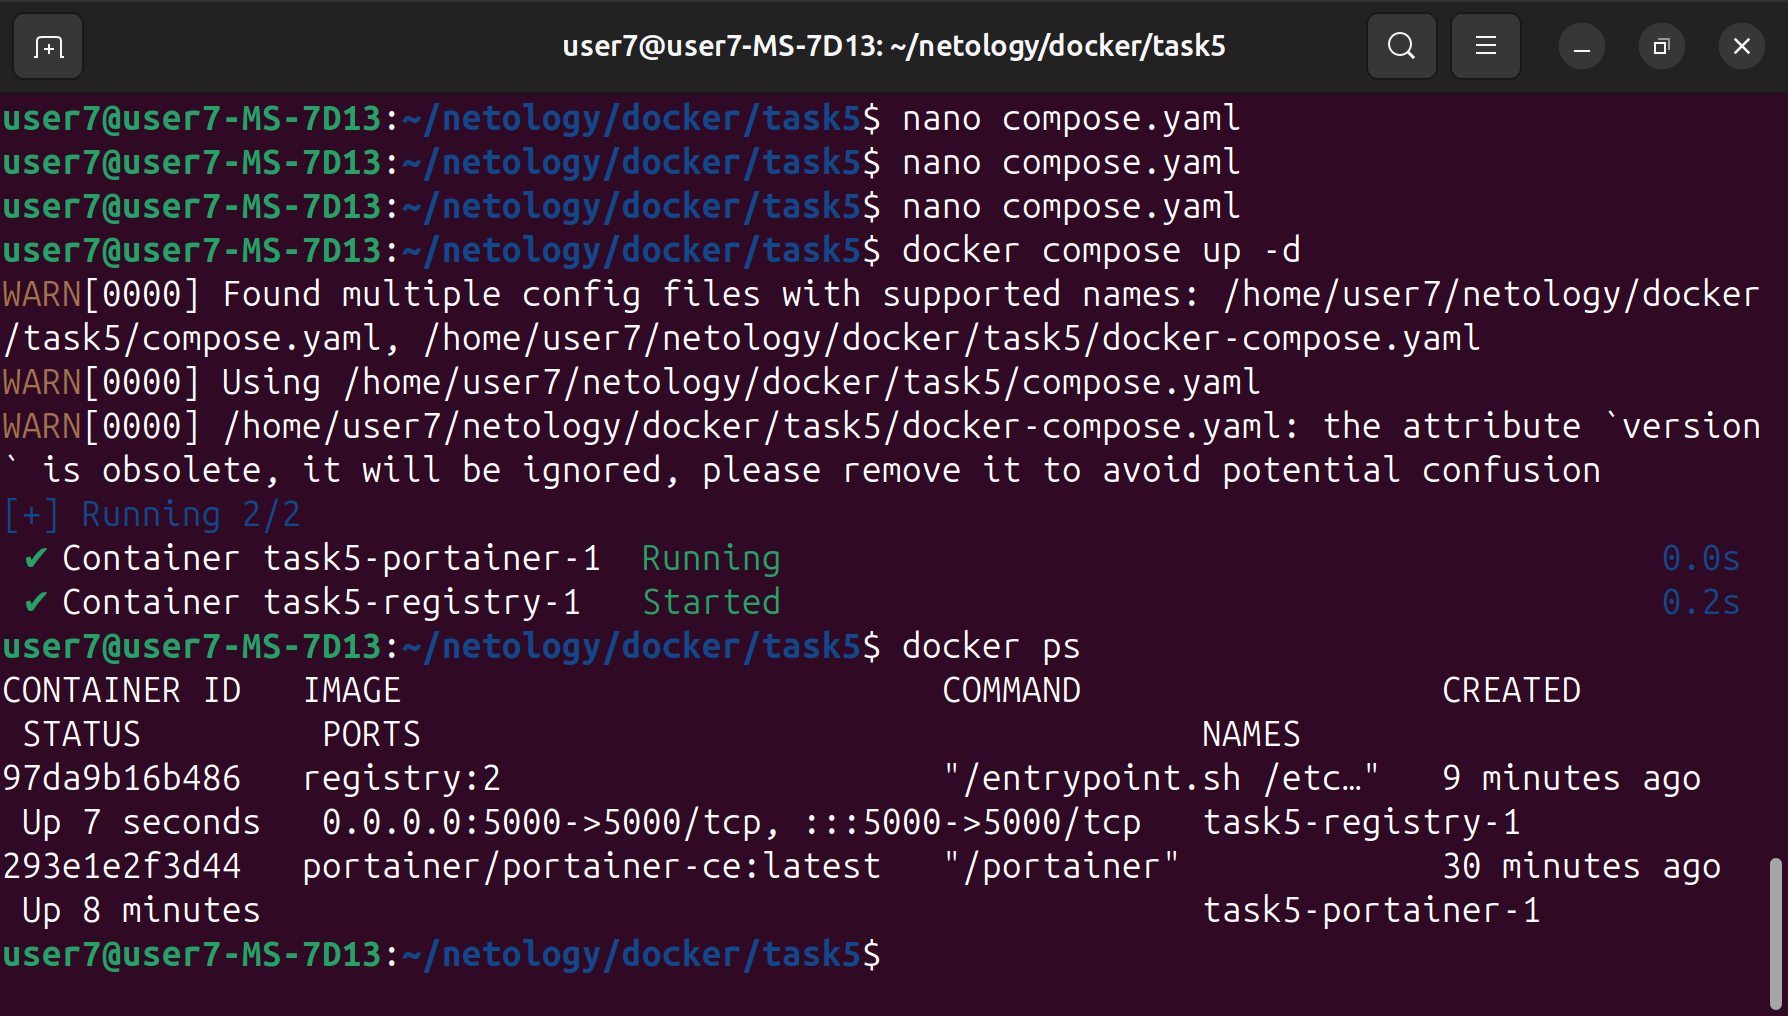 user7@user7-MS-7D13: ~/netology/docker/task5
user7@user7-MS-7D13:~/netology/docker/task5$ nano compose.yaml
user7@user7-MS-7D13:~/netology/docker/task5$ nano compose.yaml
user7@user7-MS-7D13:~/netology/docker/task5$ nano compose.yaml
user7@user7-MS-7D13:~/netology/docker/task5$ docker compose up -d
WARN[0000] Found multiple config files with supported names: /home/user7/netology/docker
/task5/compose.yaml, /home/user7/netology/docker/task5/docker-compose.yaml
WARN[0000] Using /home/user7/netology/docker/task5/compose.yaml
WARN[0000] /home/user7/netology/docker/task5/docker-compose.yaml: the attribute `version
` is obsolete, it will be ignored, please remove it to avoid potential confusion
[+] Running 2/2
✔ Container task5-portainer-1  Running 0.0s
✔ Container task5-registry-1   Started 0.2s
user7@user7-MS-7D13:~/netology/docker/task5$ docker ps
CONTAINER ID   IMAGE                           COMMAND                  CREATED
 STATUS         PORTS                                       NAMES
97da9b16b486   registry:2                      "/entrypoint.sh /etc…"   9 minutes ago
 Up 7 seconds   0.0.0.0:5000->5000/tcp, :::5000->5000/tcp   task5-registry-1
293e1e2f3d44   portainer/portainer-ce:latest   "/portainer"             30 minutes ago
 Up 8 minutes                                               task5-portainer-1
user7@user7-MS-7D13:~/netology/docker/task5$